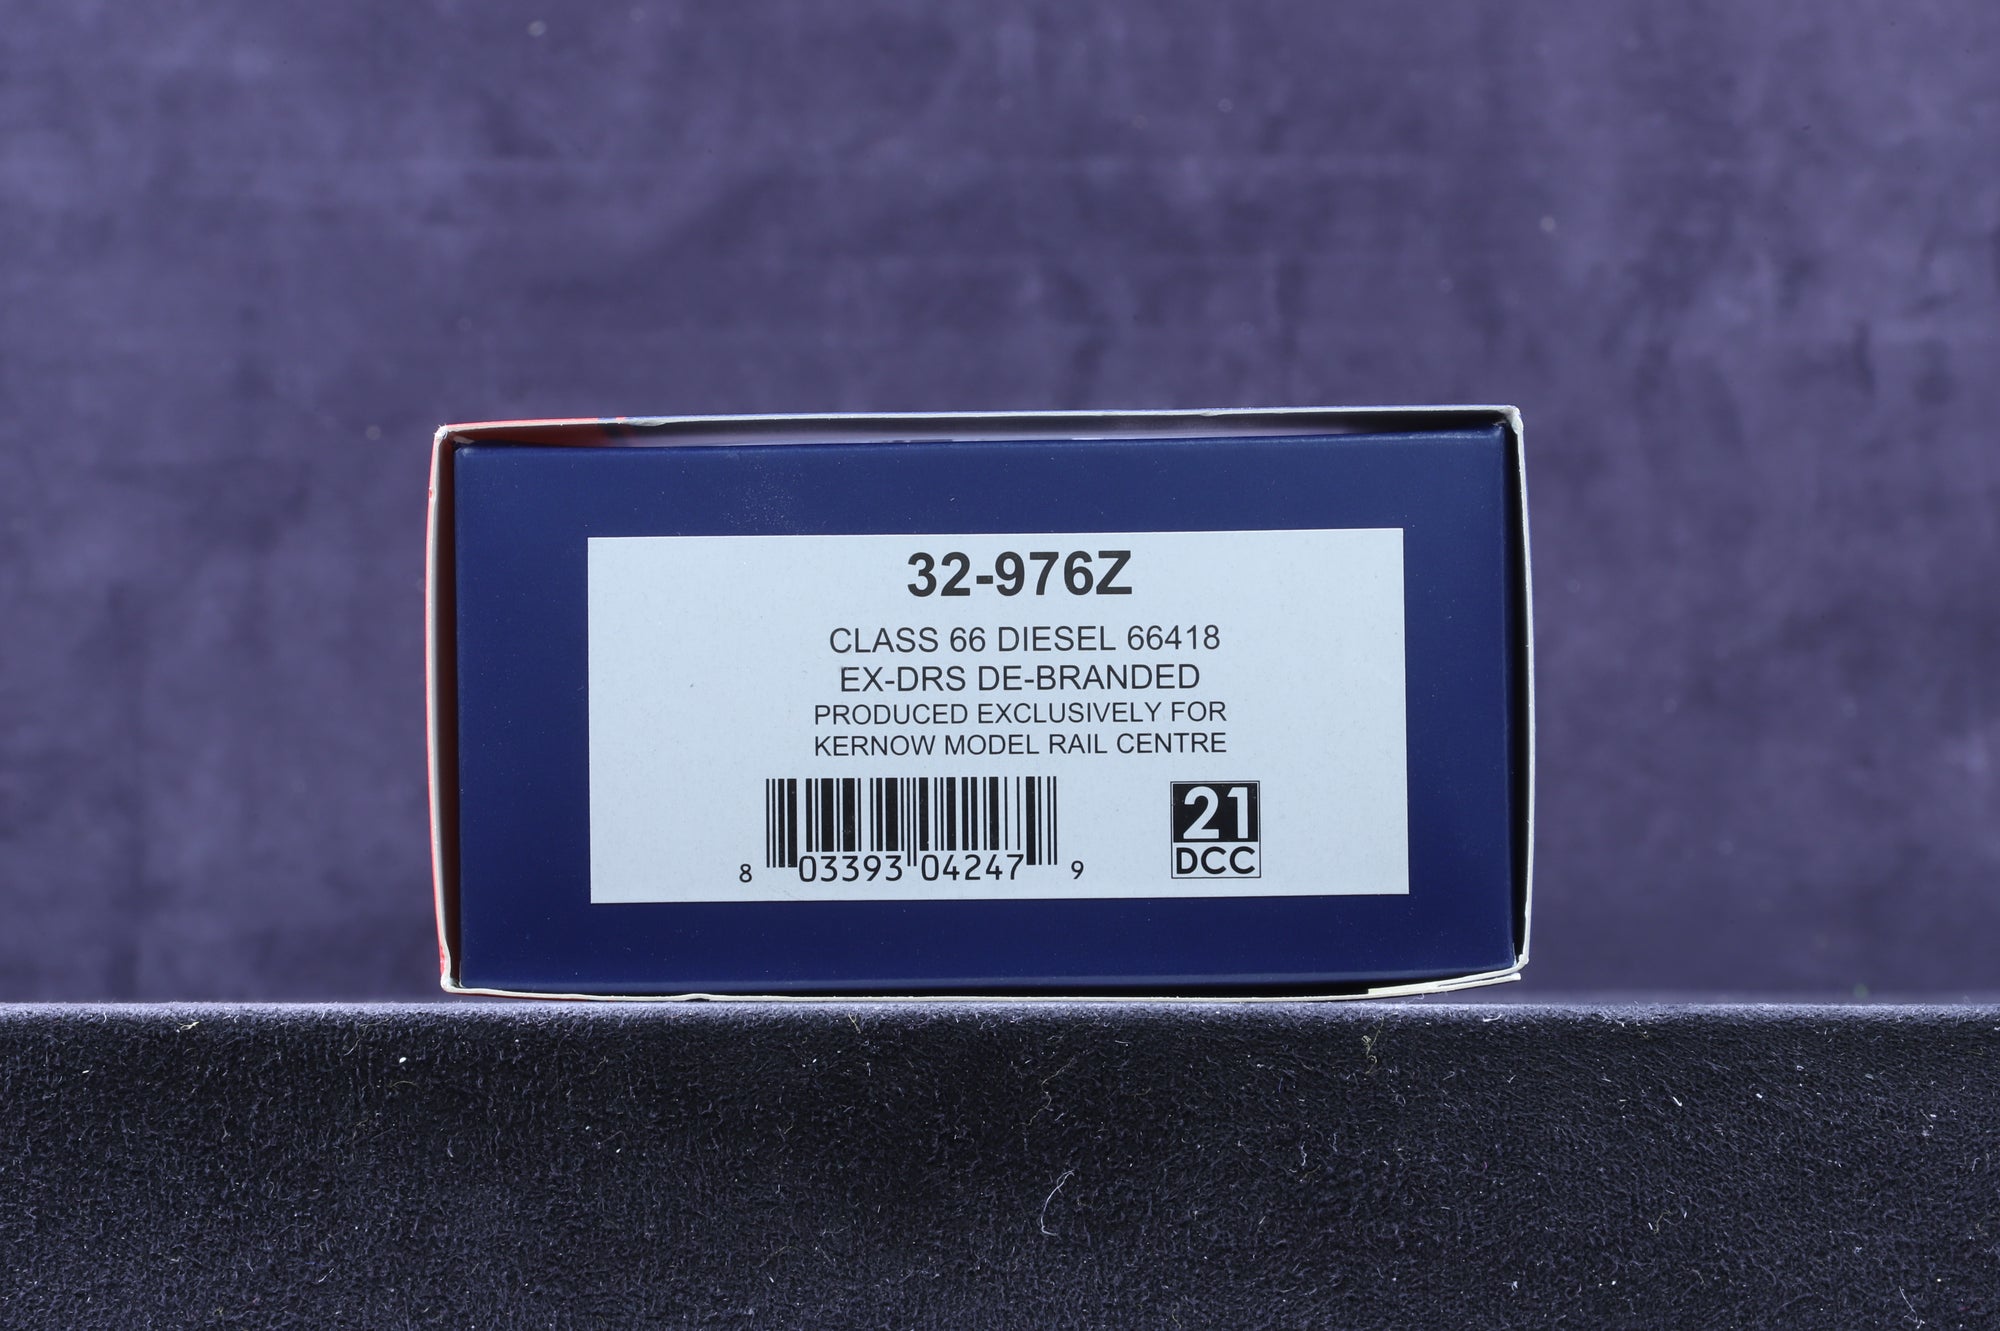 32-976Z
CLASS 66 DIESEL 66418
EX-DRS DE-BRANDED
PRODUCED EXCLUSIVELY FOR
KERNOW MODEL RAIL CENTRE
8 03393 04247 9
21
DCC